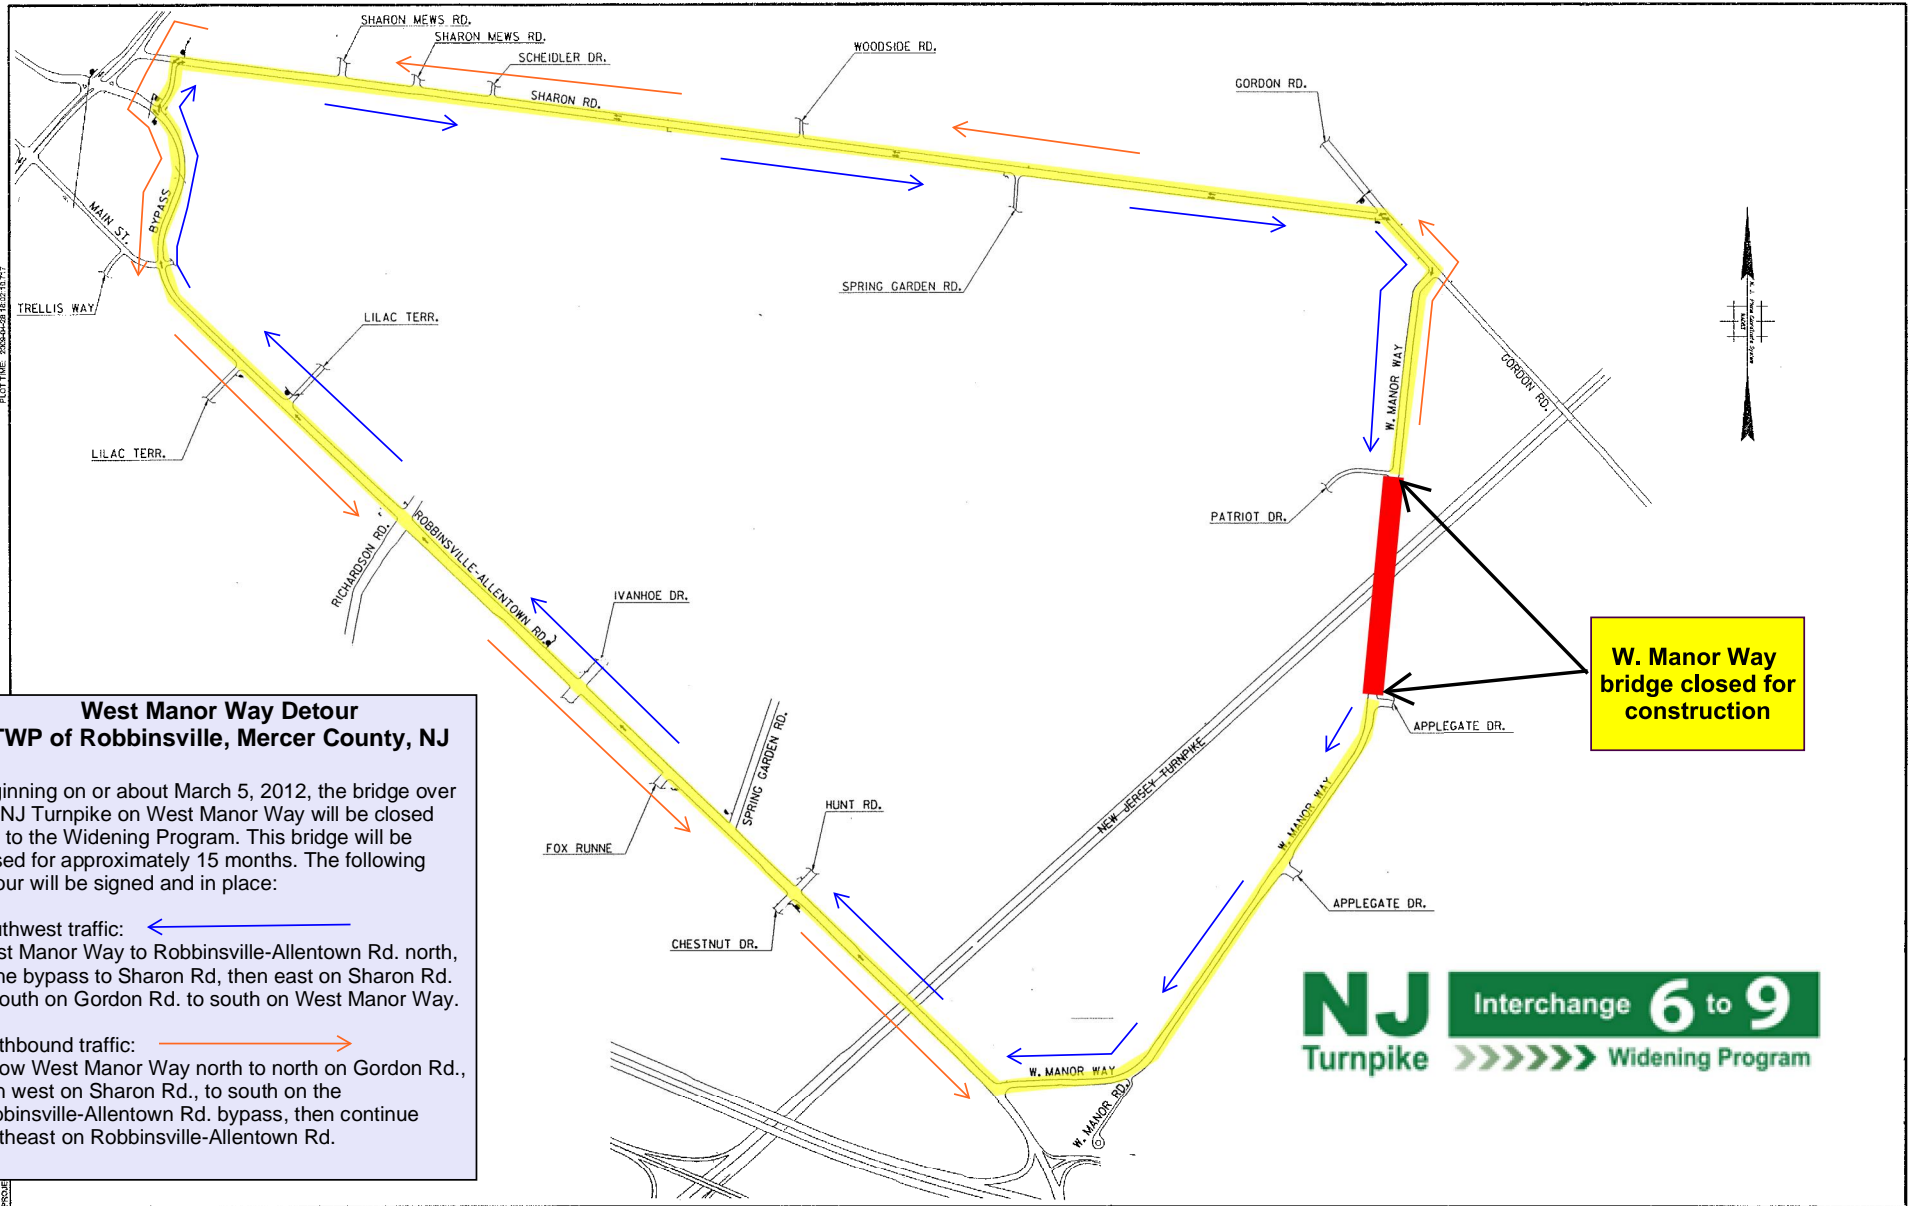 SHARON MEWS RD.
SHARON MEWS RD.
SCHEIDLER DR.
WOODSIDE RD.
GORDON RD.
SHARON RD.
BYPASS
MAIN ST.
TRELLIS WAY
SPRING GARDEN RD.
LILAC TERR.
LILAC TERR.
W. MANOR WAY
GORDON RD.
PATRIOT DR.
RICHARDSON RD.
ROBBINSVILLE-ALLENTOWN RD.
IVANHOE DR.
W. Manor Way
bridge closed for
construction
APPLEGATE DR.
SPRING GARDEN RD.
NEW JERSEY TURNPIKE
W. MANOR WAY
HUNT RD.
FOX RUNNE
APPLEGATE DR.
CHESTNUT DR.
W. MANOR WAY
W. MANOR RD.
West Manor Way Detour
TWP of Robbinsville, Mercer County, NJ
ginning on or about March 5, 2012, the bridge over
NJ Turnpike on West Manor Way will be closed
to the Widening Program. This bridge will be
sed for approximately 15 months. The following
our will be signed and in place:
uthwest traffic:
st Manor Way to Robbinsville-Allentown Rd. north,
ne bypass to Sharon Rd, then east on Sharon Rd.
outh on Gordon Rd. to south on West Manor Way.
thbound traffic:
ow West Manor Way north to north on Gordon Rd.,
n west on Sharon Rd., to south on the
bbinsville-Allentown Rd. bypass, then continue
theast on Robbinsville-Allentown Rd.
NJ
Turnpike
Interchange 6 to 9
Widening Program